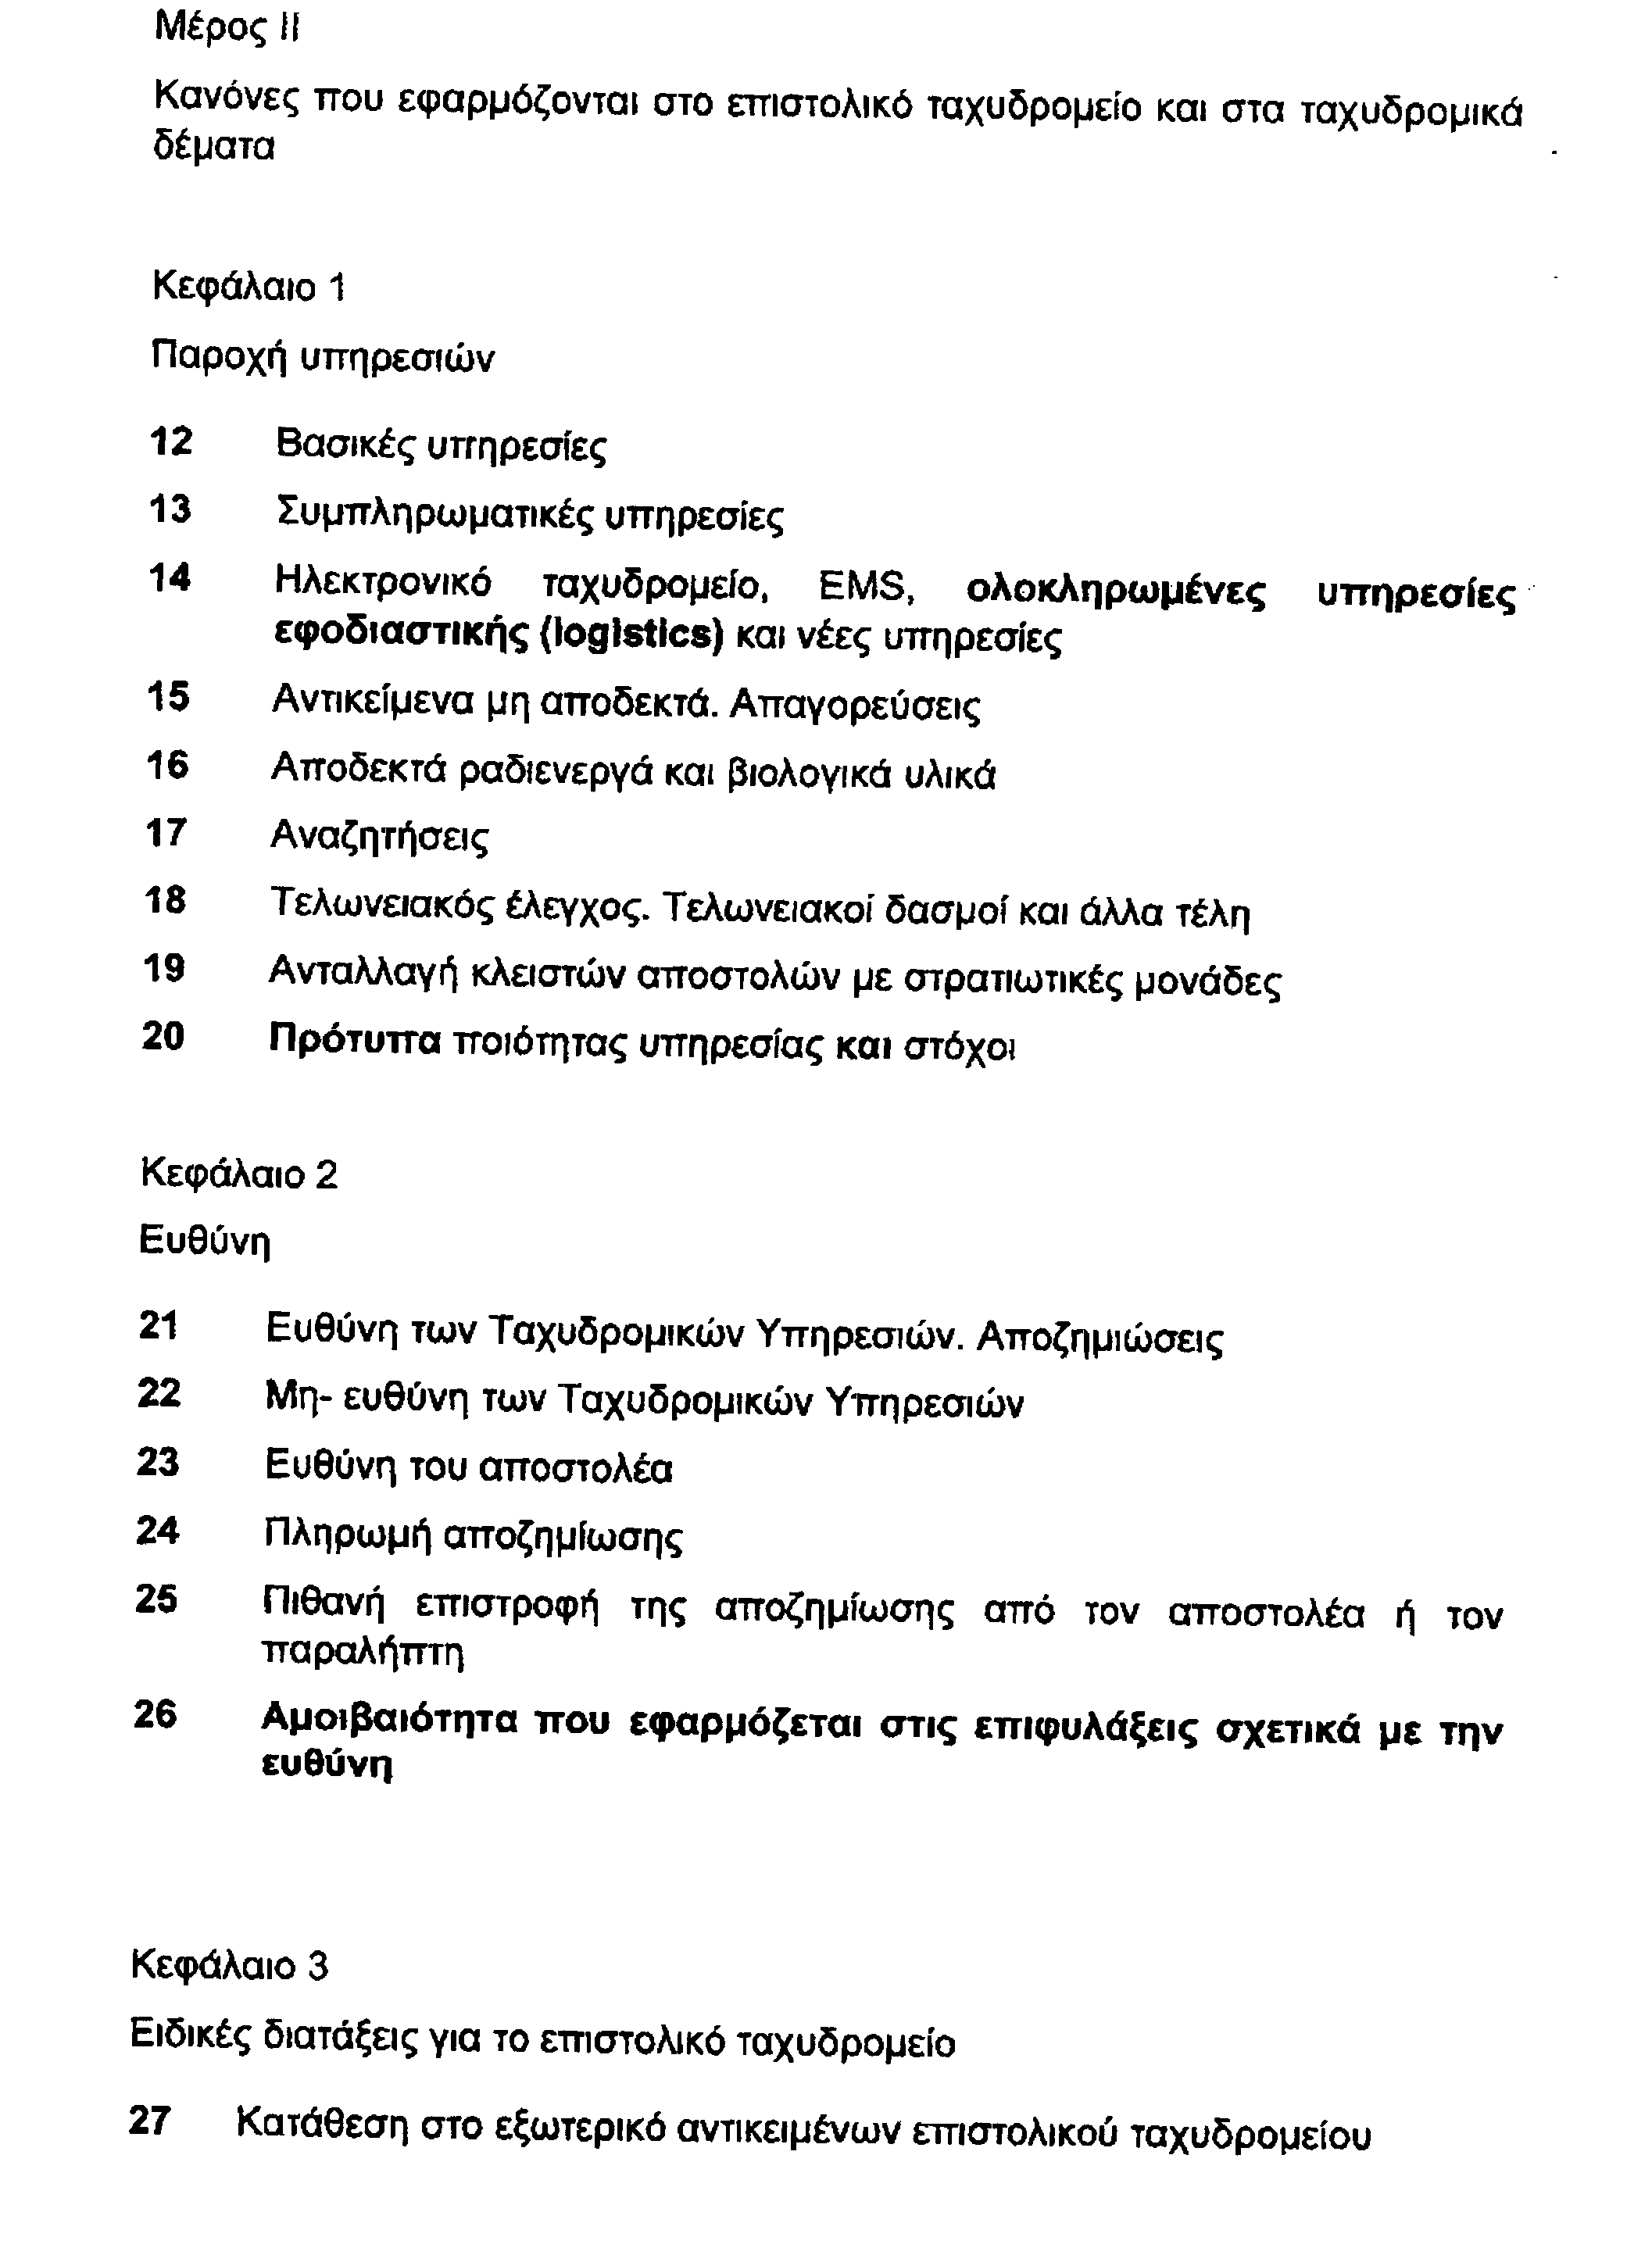 Μέρος II
Κανόνες που εφαρμόζονται στο επιστολικό ταχυδρομείο και στα ταχυδρομικά
δέματα
Κεφάλαιο 1
Παροχή υπηρεσιών
12 Βασικές υπηρεσίες
13 Συμπληρωματικές υπηρεσίες
14 Ηλεκτρονικό ταχυδρομείο, EMS, ολοκληρωμένες υπηρεσίες
εφοδιαστικής (logistics) και νέες υπηρεσίες
15 Αντικείμενα μη αποδεκτά. Απαγορεύσεις
16 Αποδεκτά ραδιενεργά και βιολογικά υλικά
17 Αναζητήσεις
18 Τελωνειακός έλεγχος. Τελωνειακοί δασμοί και άλλα τέλη
19 Ανταλλαγή κλειστών αποστολών με στρατιωτικές μονάδες
20 Πρότυπα ποιότητας υπηρεσίας και στόχοι
Κεφάλαιο 2
Ευθύνη
21 Ευθύνη των Ταχυδρομικών Υπηρεσιών. Αποζημιώσεις
22 Μη- ευθύνη των Ταχυδρομικών Υπηρεσιών
23 Ευθύνη του αποστολέα
24 Πληρωμή αποζημίωσης
25 Πιθανή επιστροφή της αποζημίωσης από τον αποστολέα ή τον
παραλήπτη
26 Αμοιβαιότητα που εφαρμόζεται στις επιφυλάξεις σχετικά με την
ευθύνη
Κεφάλαιο 3
Ειδικές διατάξεις για το επιστολικό ταχυδρομείο
27 Κατάθεση στο εξωτερικό αντικειμένων επιστολικού ταχυδρομείου